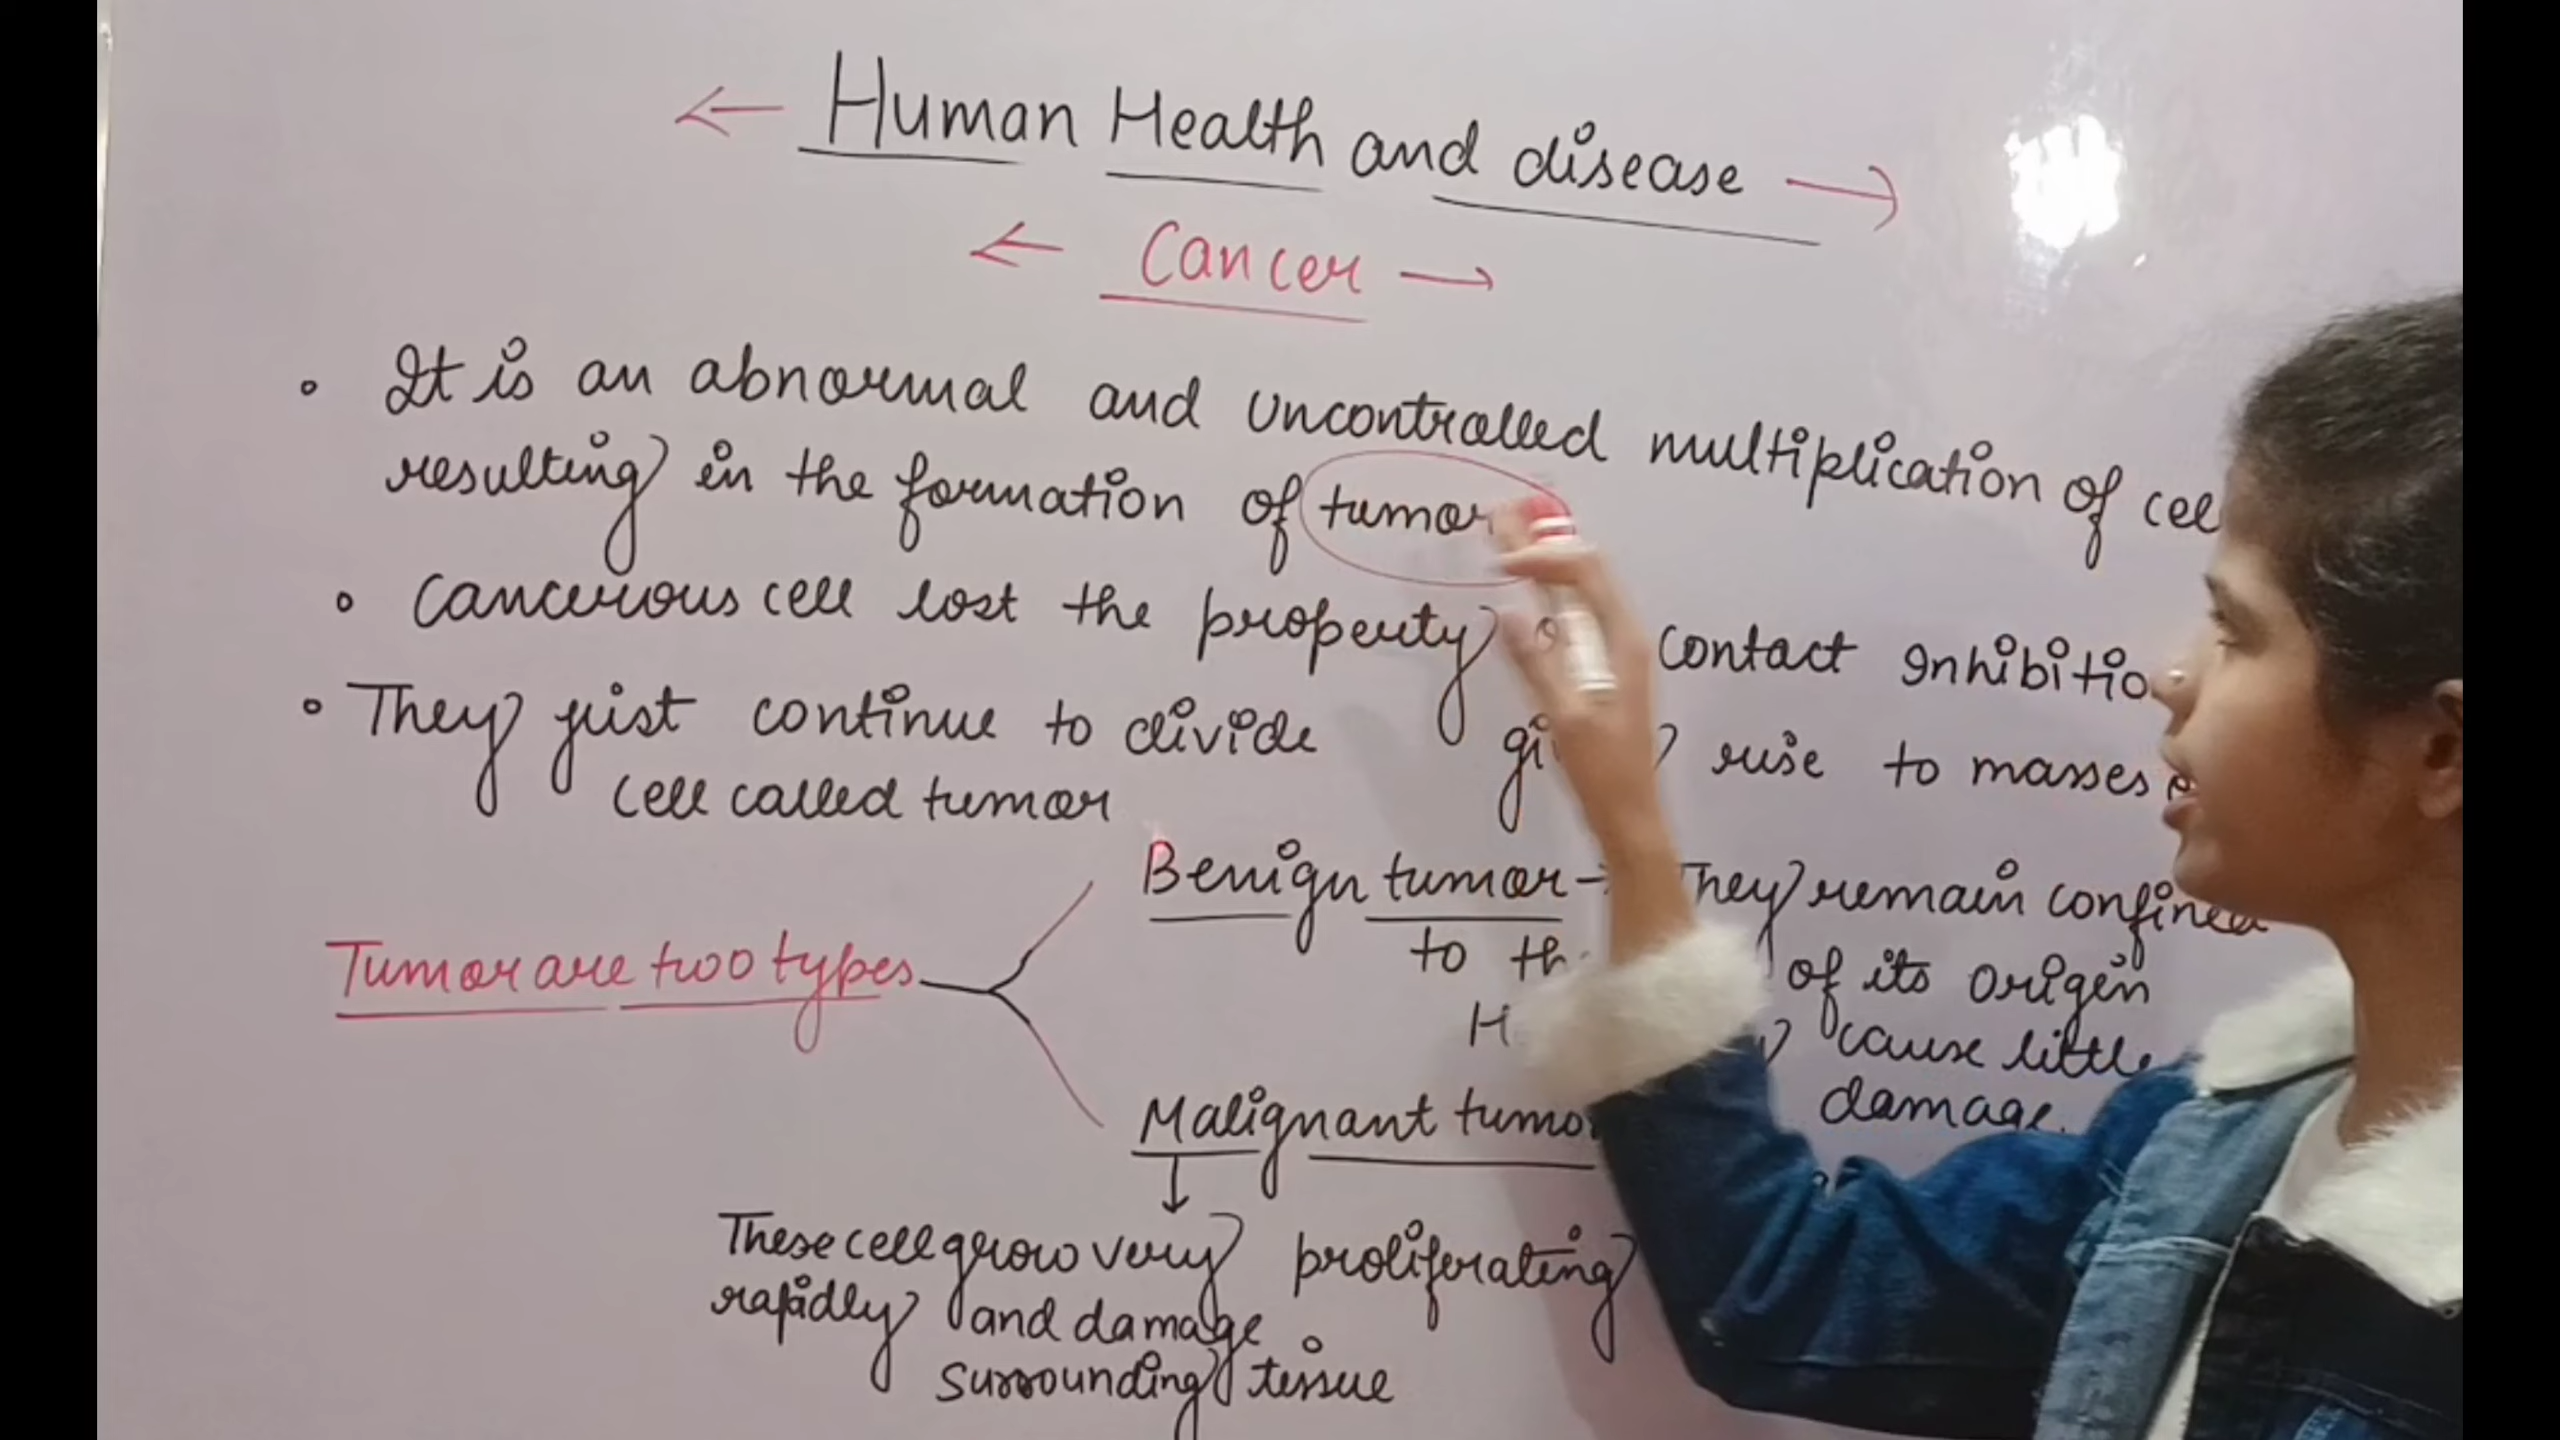 Human Health and disease
Cancer
It is an abnormal and uncontrolled multiplication of cel
resulting in the formation of tumor
Cancerous cell lost the property contact Inhibitio
They just continue to divide rise to masses
cell called tumor
Benign tumor → They remain confined
to of its origin
cause little
damage.
Tumor are two types
Malignant tumor
These cell grow very proliferating
rapidly and damage
surrounding tissue